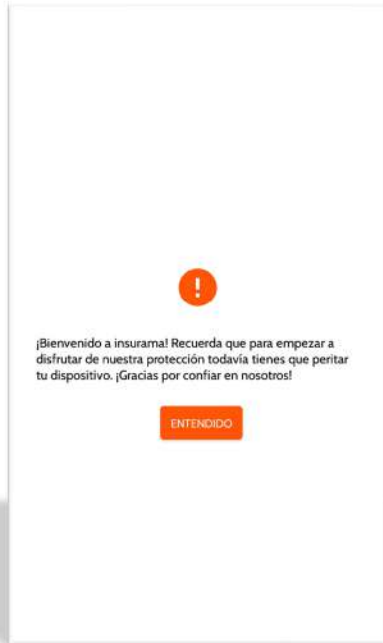 ¡Bienvenido a insurama! Recuerda que para empezar a
disfrutar de nuestra protección todavía tienes que peritar
tu dispositivo. ¡Gracias por confiar en nosotros!
ENTENDIDO